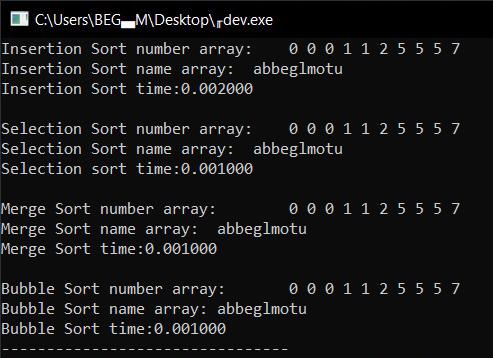 C:\Users\BEG▄▄M\Desktop\╓dev.exe
Insertion Sort number array: 0 0 0 1 1 2 5 5 5 7
Insertion Sort name array: abbeglmotu
Insertion Sort time:0.002000
Selection Sort number array: 0 0 0 1 1 2 5 5 5 7
Selection Sort name array: abbeglmotu
Selection sort time:0.001000
Merge Sort number array: 0 0 0 1 1 2 5 5 5 7
Merge Sort name array: abbeglmotu
Merge Sort time:0.001000
Bubble Sort number array: 0 0 0 1 1 2 5 5 5 7
Bubble Sort name array: abbeglmotu
Bubble Sort time:0.001000
--------------------------------